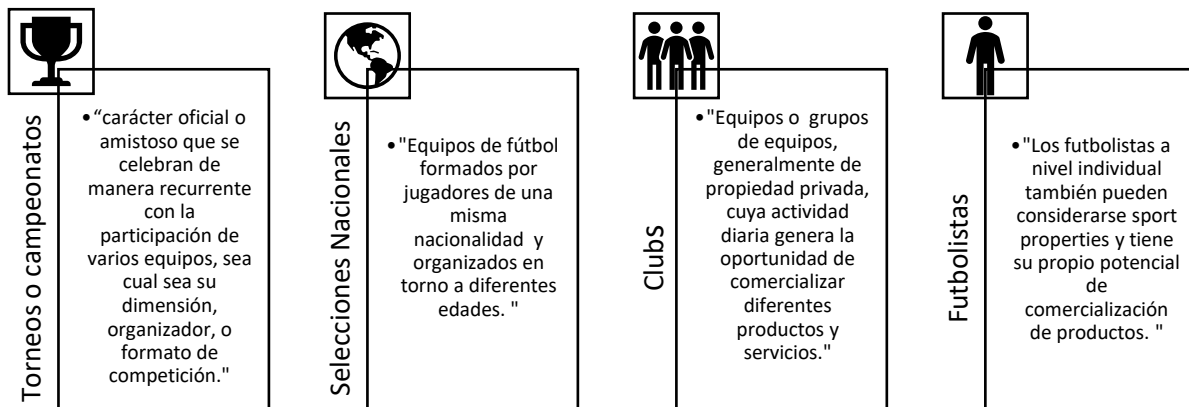 Torneos o campeonatos
•“carácter oficial o
amistoso que se
celebran de
manera recurrente
con la
participación de
varios equipos, sea
cual sea su
dimensión,
organizador, o
formato de
competición."
Selecciones Nacionales
•"Equipos de fútbol
formados por
jugadores de una
misma
nacionalidad y
organizados en
torno a diferentes
edades. "
Clubs
•"Equipos o grupos
de equipos,
generalmente de
propiedad privada,
cuya actividad
diaria genera la
oportunidad de
comercializar
diferentes
productos y
servicios."
Futbolistas
•"Los futbolistas a
nivel individual
también pueden
considerarse sport
properties y tiene
su propio potencial
de
comercialización
de productos. "